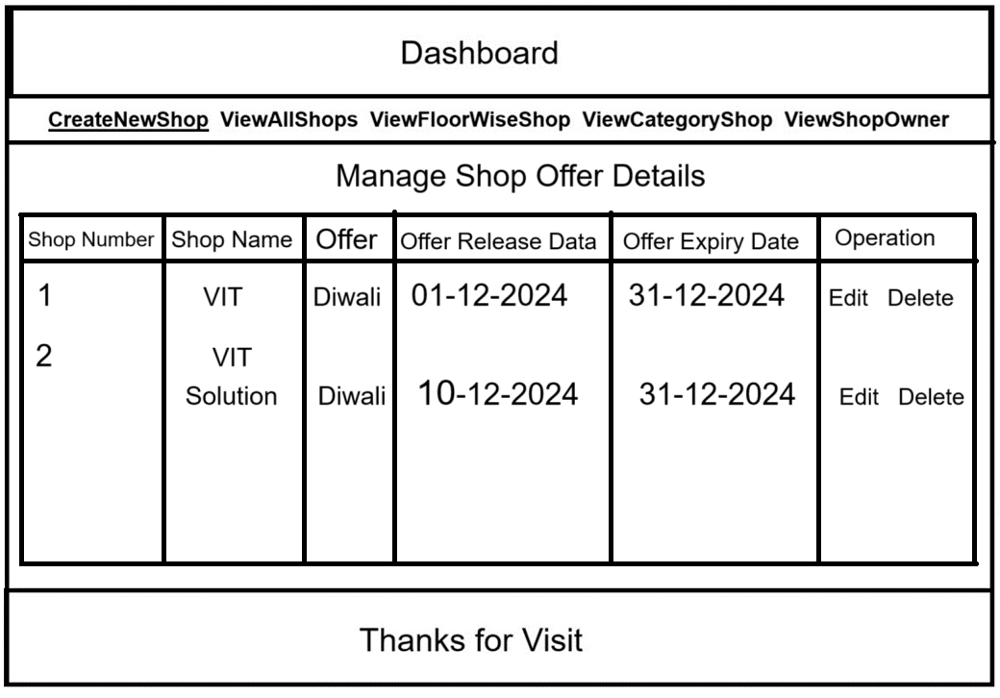 Dashboard
CreateNewShop ViewAllShops ViewFloorWiseShop ViewCategoryShop ViewShopOwner
Manage Shop Offer Details
Shop Number Shop Name Offer Offer Release Data Offer Expiry Date Operation
1 VIT Diwali 01-12-2024 31-12-2024 Edit Delete
2 VIT
Solution Diwali 10-12-2024 31-12-2024 Edit Delete
Thanks for Visit